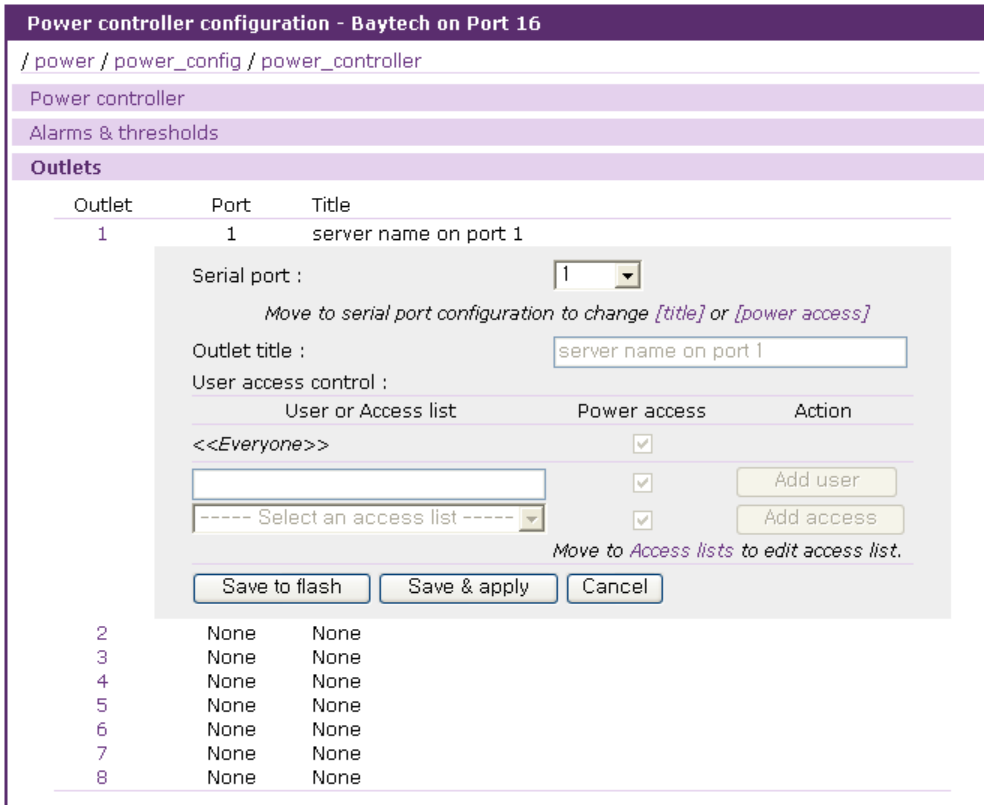 Power controller configuration - Baytech on Port 16
/ power / power_config / power_controller
Power controller
Alarms & thresholds
Outlets
Outlet Port Title
1 1 server name on port 1
Serial port : 1
Move to serial port configuration to change [title] or [power access]
Outlet title : server name on port 1
User access control :
User or Access list Power access Action
<<Everyone>>
Add user
----- Select an access list ----- Add access
Move to Access lists to edit access list.
Save to flash Save & apply Cancel
2 None None
3 None None
4 None None
5 None None
6 None None
7 None None
8 None None